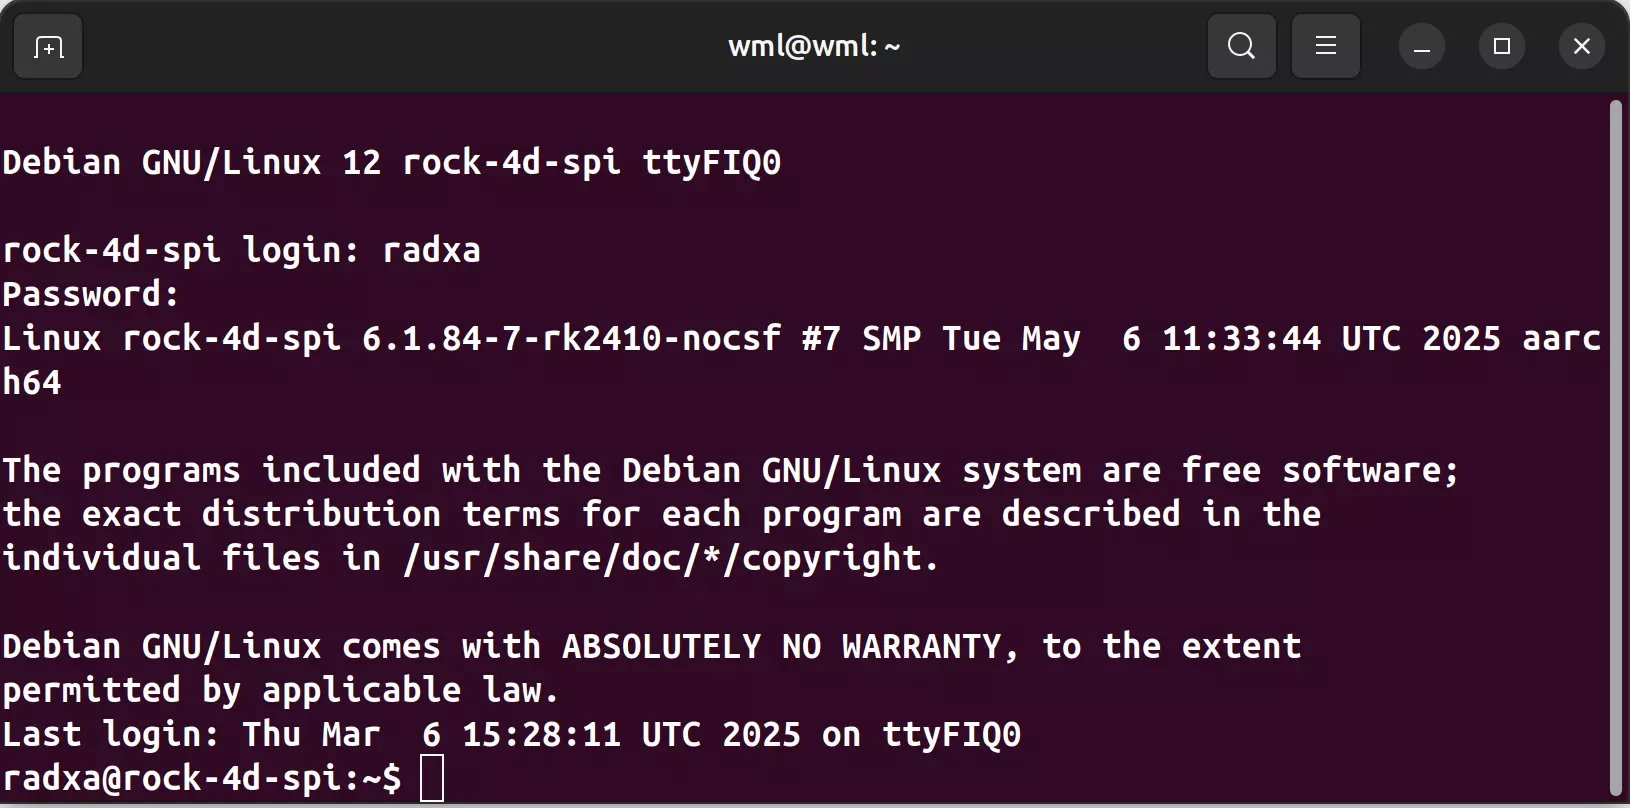 wml@wml: ~
Debian GNU/Linux 12 rock-4d-spi ttyFIQ0
rock-4d-spi login: radxa
Password:
Linux rock-4d-spi 6.1.84-7-rk2410-nocsf #7 SMP Tue May  6 11:33:44 UTC 2025 aarc
h64
The programs included with the Debian GNU/Linux system are free software;
the exact distribution terms for each program are described in the
individual files in /usr/share/doc/*/copyright.
Debian GNU/Linux comes with ABSOLUTELY NO WARRANTY, to the extent
permitted by applicable law.
Last login: Thu Mar  6 15:28:11 UTC 2025 on ttyFIQ0
radxa@rock-4d-spi:~$